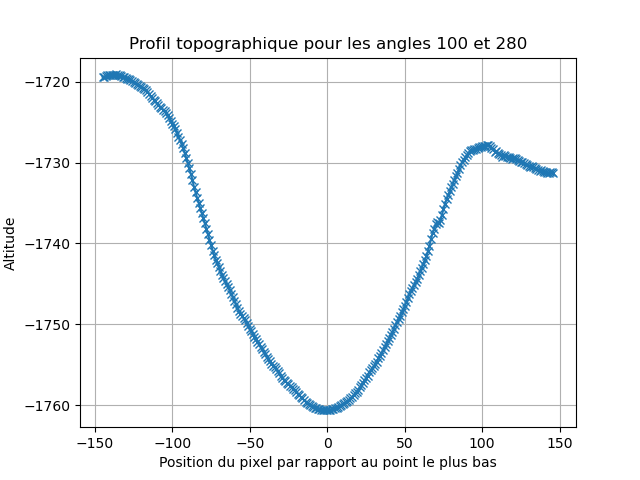 Profil topographique pour les angles 100 et 280
Altitude
−1720
−1730
−1740
−1750
−1760
−150 −100 −50 0 50 100 150
Position du pixel par rapport au point le plus bas